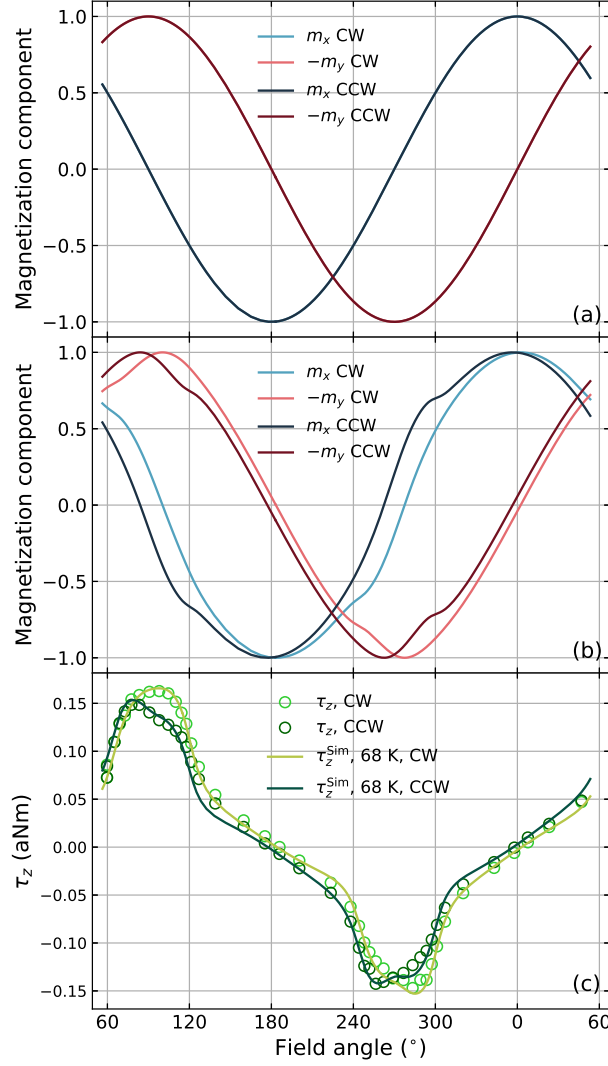 Magnetization component
1.0
0.5
0.0
−0.5
−1.0
m_x CW
−m_y CW
m_x CCW
−m_y CCW
(a)
Magnetization component
1.0
0.5
0.0
−0.5
−1.0
m_x CW
−m_y CW
m_x CCW
−m_y CCW
(b)
τ_z (aNm)
0.15
0.10
0.05
0.00
−0.05
−0.10
−0.15
τ_z, CW
τ_z, CCW
τ_z^Sim, 68 K, CW
τ_z^Sim, 68 K, CCW
(c)
60 120 180 240 300 0 60
Field angle (°)